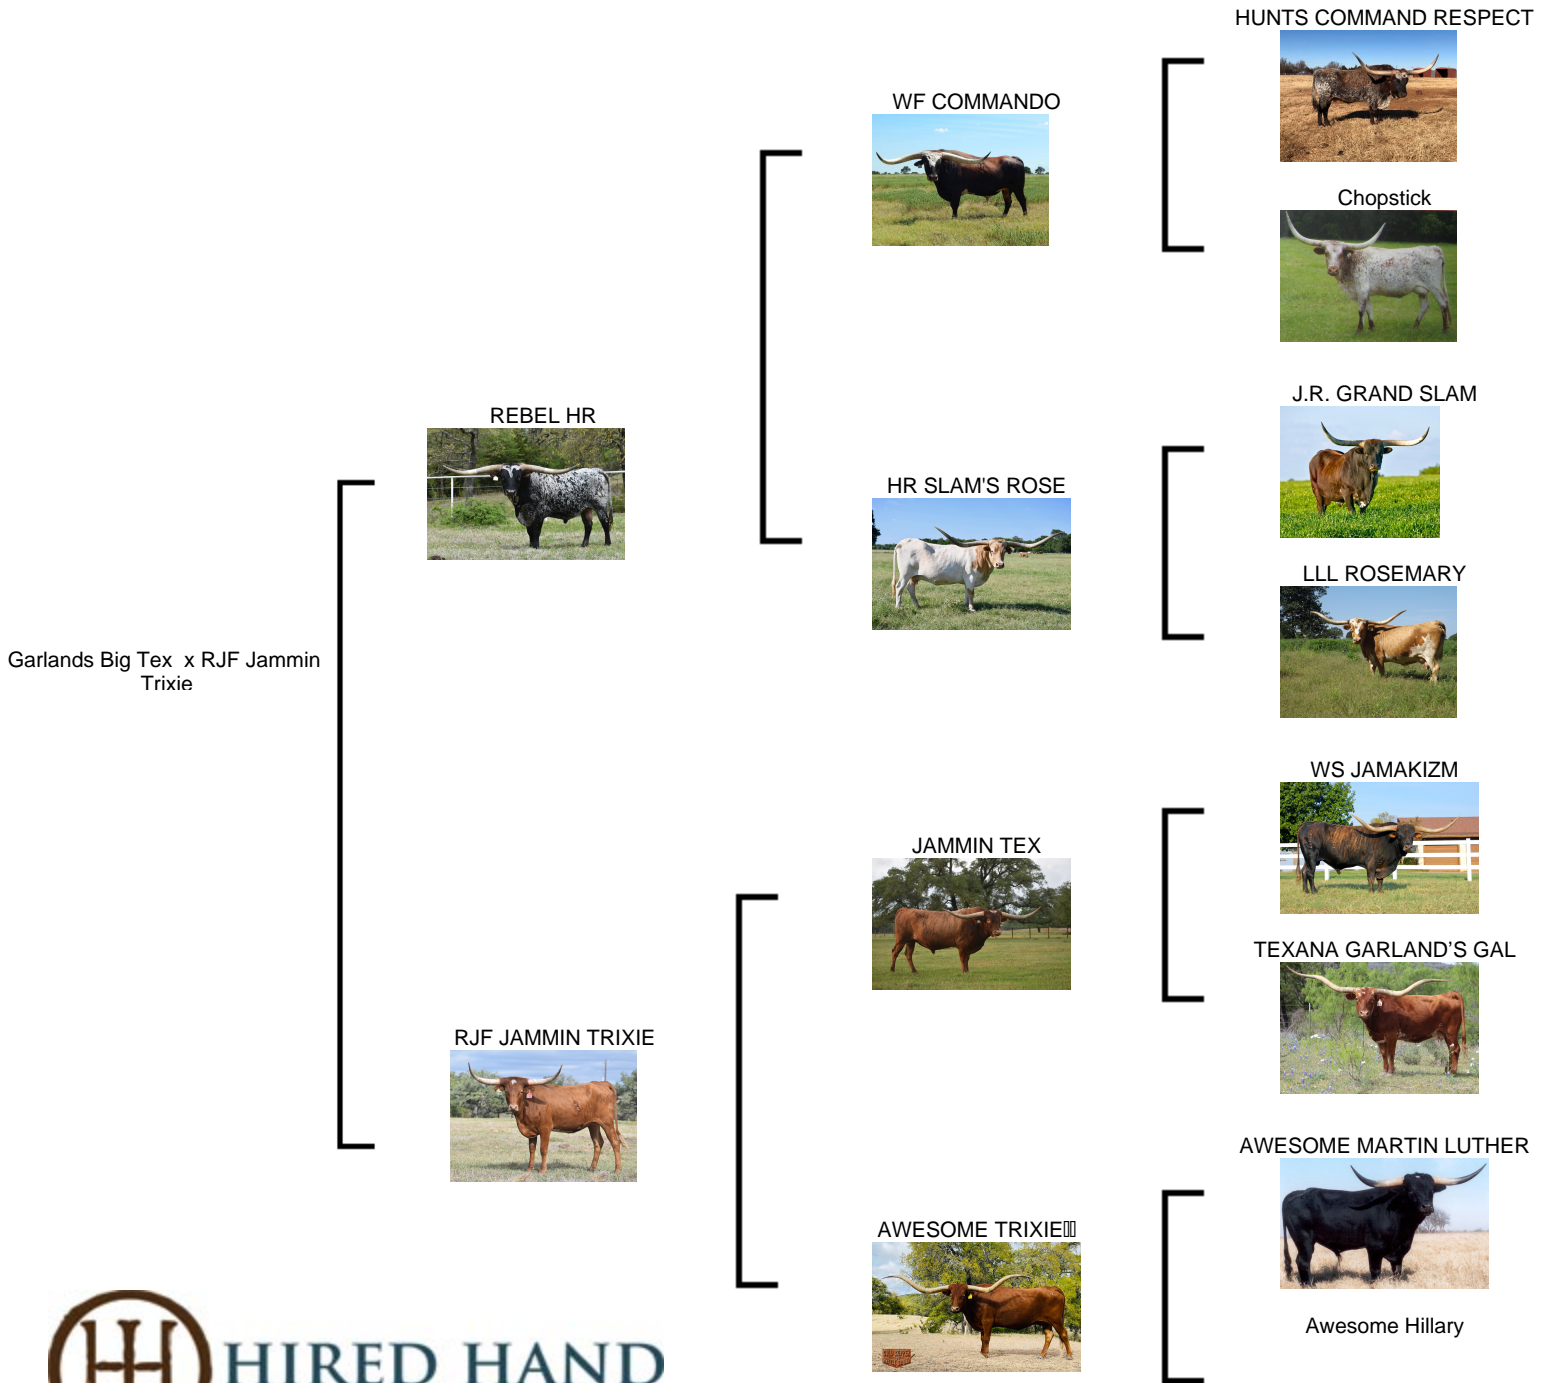 HUNTS COMMAND RESPECT
WF COMMANDO
Chopstick
J.R. GRAND SLAM
REBEL HR
HR SLAM'S ROSE
LLL ROSEMARY
Garlands Big Tex  x RJF Jammin
Trixie
WS JAMAKIZM
JAMMIN TEX
TEXANA GARLAND’S GAL
RJF JAMMIN TRIXIE
AWESOME MARTIN LUTHER
AWESOME TRIXIE
Awesome Hillary
HIRED HAND